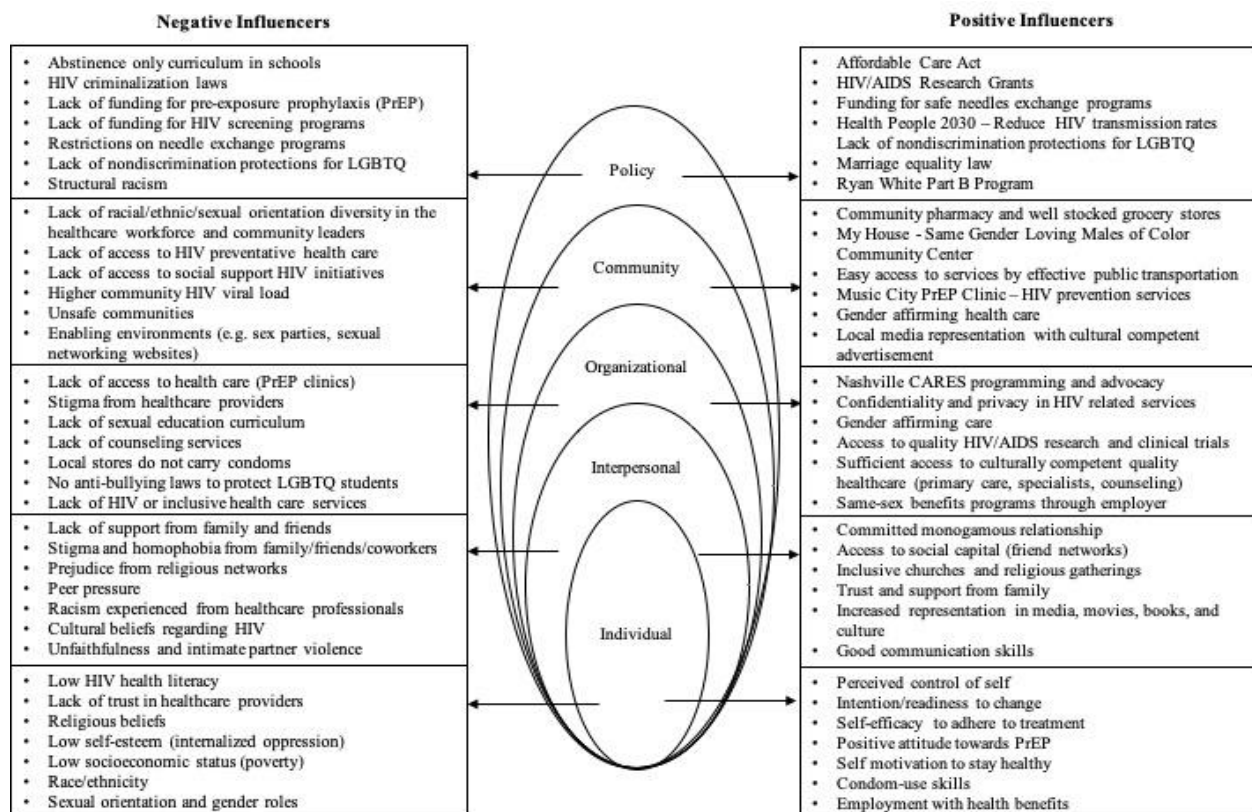 Negative Influencers
• Abstinence only curriculum in schools
• HIV criminalization laws
• Lack of funding for pre-exposure prophylaxis (PrEP)
• Lack of funding for HIV screening programs
• Restrictions on needle exchange programs
• Lack of nondiscrimination protections for LGBTQ
• Structural racism
• Lack of racial/ethnic/sexual orientation diversity in the
healthcare workforce and community leaders
• Lack of access to HIV preventative health care
• Lack of access to social support HIV initiatives
• Higher community HIV viral load
• Unsafe communities
• Enabling environments (e.g. sex parties, sexual
networking websites)
• Lack of access to health care (PrEP clinics)
• Stigma from healthcare providers
• Lack of sexual education curriculum
• Lack of counseling services
• Local stores do not carry condoms
• No anti-bullying laws to protect LGBTQ students
• Lack of HIV or inclusive health care services
• Lack of support from family and friends
• Stigma and homophobia from family/friends/coworkers
• Prejudice from religious networks
• Peer pressure
• Racism experienced from healthcare professionals
• Cultural beliefs regarding HIV
• Unfaithfulness and intimate partner violence
• Low HIV health literacy
• Lack of trust in healthcare providers
• Religious beliefs
• Low self-esteem (internalized oppression)
• Low socioeconomic status (poverty)
• Race/ethnicity
• Sexual orientation and gender roles
Policy
Community
Organizational
Interpersonal
Individual
Positive Influencers
• Affordable Care Act
• HIV/AIDS Research Grants
• Funding for safe needles exchange programs
• Health People 2030 – Reduce HIV transmission rates
Lack of nondiscrimination protections for LGBTQ
• Marriage equality law
• Ryan White Part B Program
• Community pharmacy and well stocked grocery stores
• My House - Same Gender Loving Males of Color
Community Center
• Easy access to services by effective public transportation
• Music City PrEP Clinic – HIV prevention services
• Gender affirming health care
• Local media representation with cultural competent
advertisement
• Nashville CARES programming and advocacy
• Confidentiality and privacy in HIV related services
• Gender affirming care
• Access to quality HIV/AIDS research and clinical trials
• Sufficient access to culturally competent quality
healthcare (primary care, specialists, counseling)
• Same-sex benefits programs through employer
• Committed monogamous relationship
• Access to social capital (friend networks)
• Inclusive churches and religious gatherings
• Trust and support from family
• Increased representation in media, movies, books, and
culture
• Good communication skills
• Perceived control of self
• Intention/readiness to change
• Self-efficacy to adhere to treatment
• Positive attitude towards PrEP
• Self motivation to stay healthy
• Condom-use skills
• Employment with health benefits